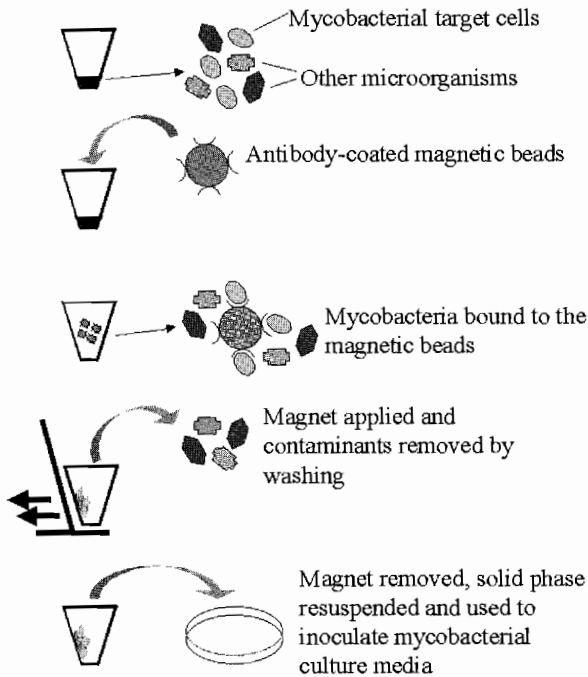 Mycobacterial target cells
Other microorganisms
Antibody-coated magnetic beads
Mycobacteria bound to the
magnetic beads
Magnet applied and
contaminants removed by
washing
Magnet removed, solid phase
resuspended and used to
inoculate mycobacterial
culture media